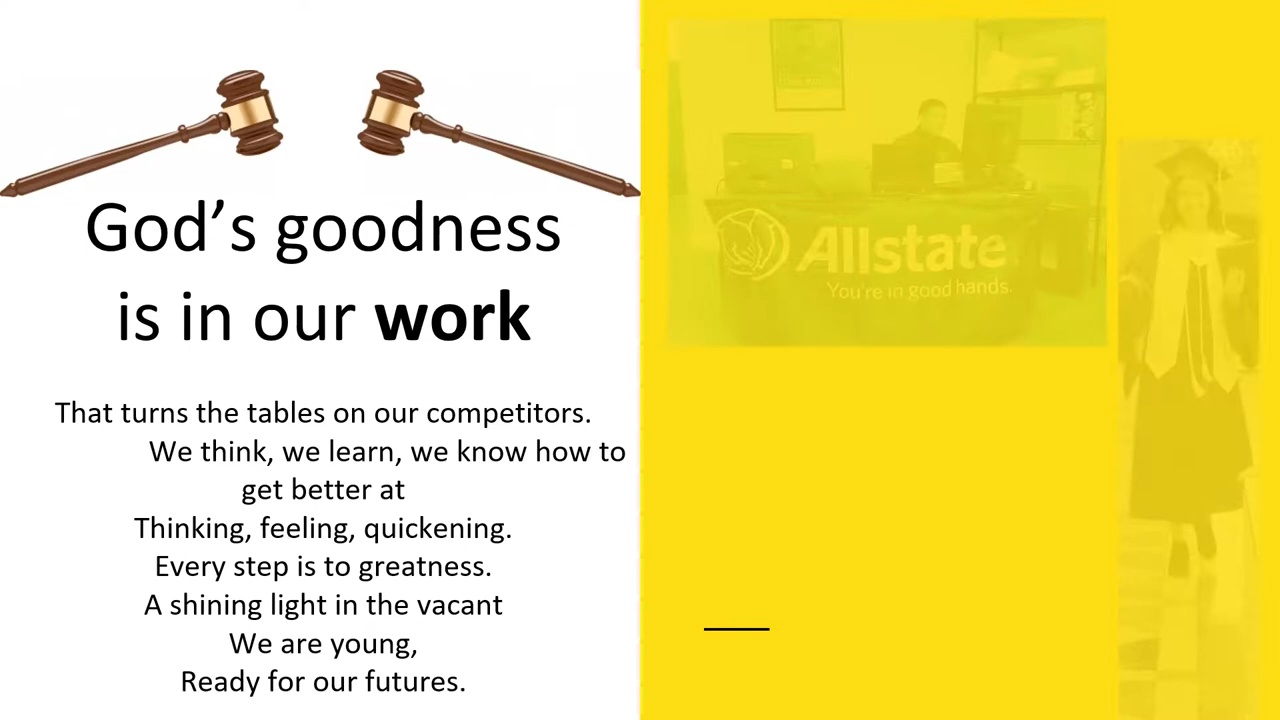 God’s goodness
is in our work
That turns the tables on our competitors.
We think, we learn, we know how to
get better at
Thinking, feeling, quickening.
Every step is to greatness.
A shining light in the vacant
We are young,
Ready for our futures.
Allstate
You're in good hands.